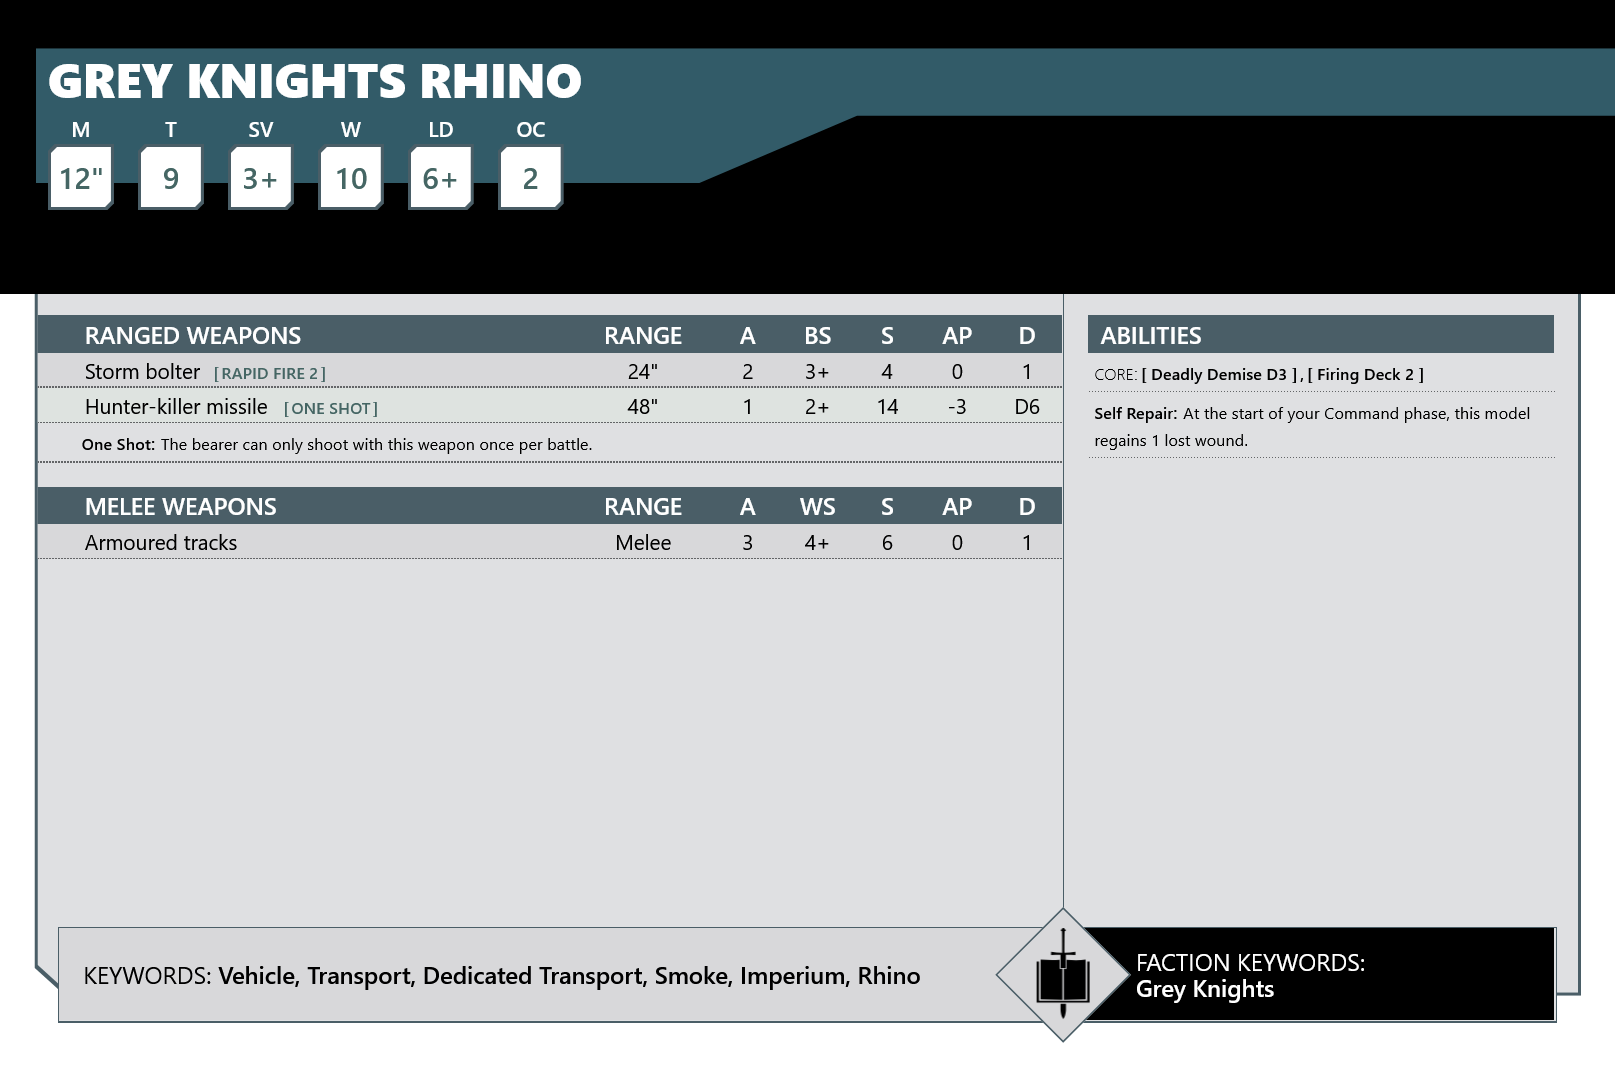 GREY KNIGHTS RHINO
M T SV W LD OC
12" 9 3+ 10 6+ 2
RANGED WEAPONS RANGE A BS S AP D
Storm bolter [ RAPID FIRE 2 ] 24" 2 3+ 4 0 1
Hunter-killer missile [ ONE SHOT ] 48" 1 2+ 14 -3 D6
One Shot: The bearer can only shoot with this weapon once per battle.
MELEE WEAPONS RANGE A WS S AP D
Armoured tracks Melee 3 4+ 6 0 1
ABILITIES
CORE: [ Deadly Demise D3 ] , [ Firing Deck 2 ]
Self Repair: At the start of your Command phase, this model
regains 1 lost wound.
KEYWORDS: Vehicle, Transport, Dedicated Transport, Smoke, Imperium, Rhino
FACTION KEYWORDS:
Grey Knights